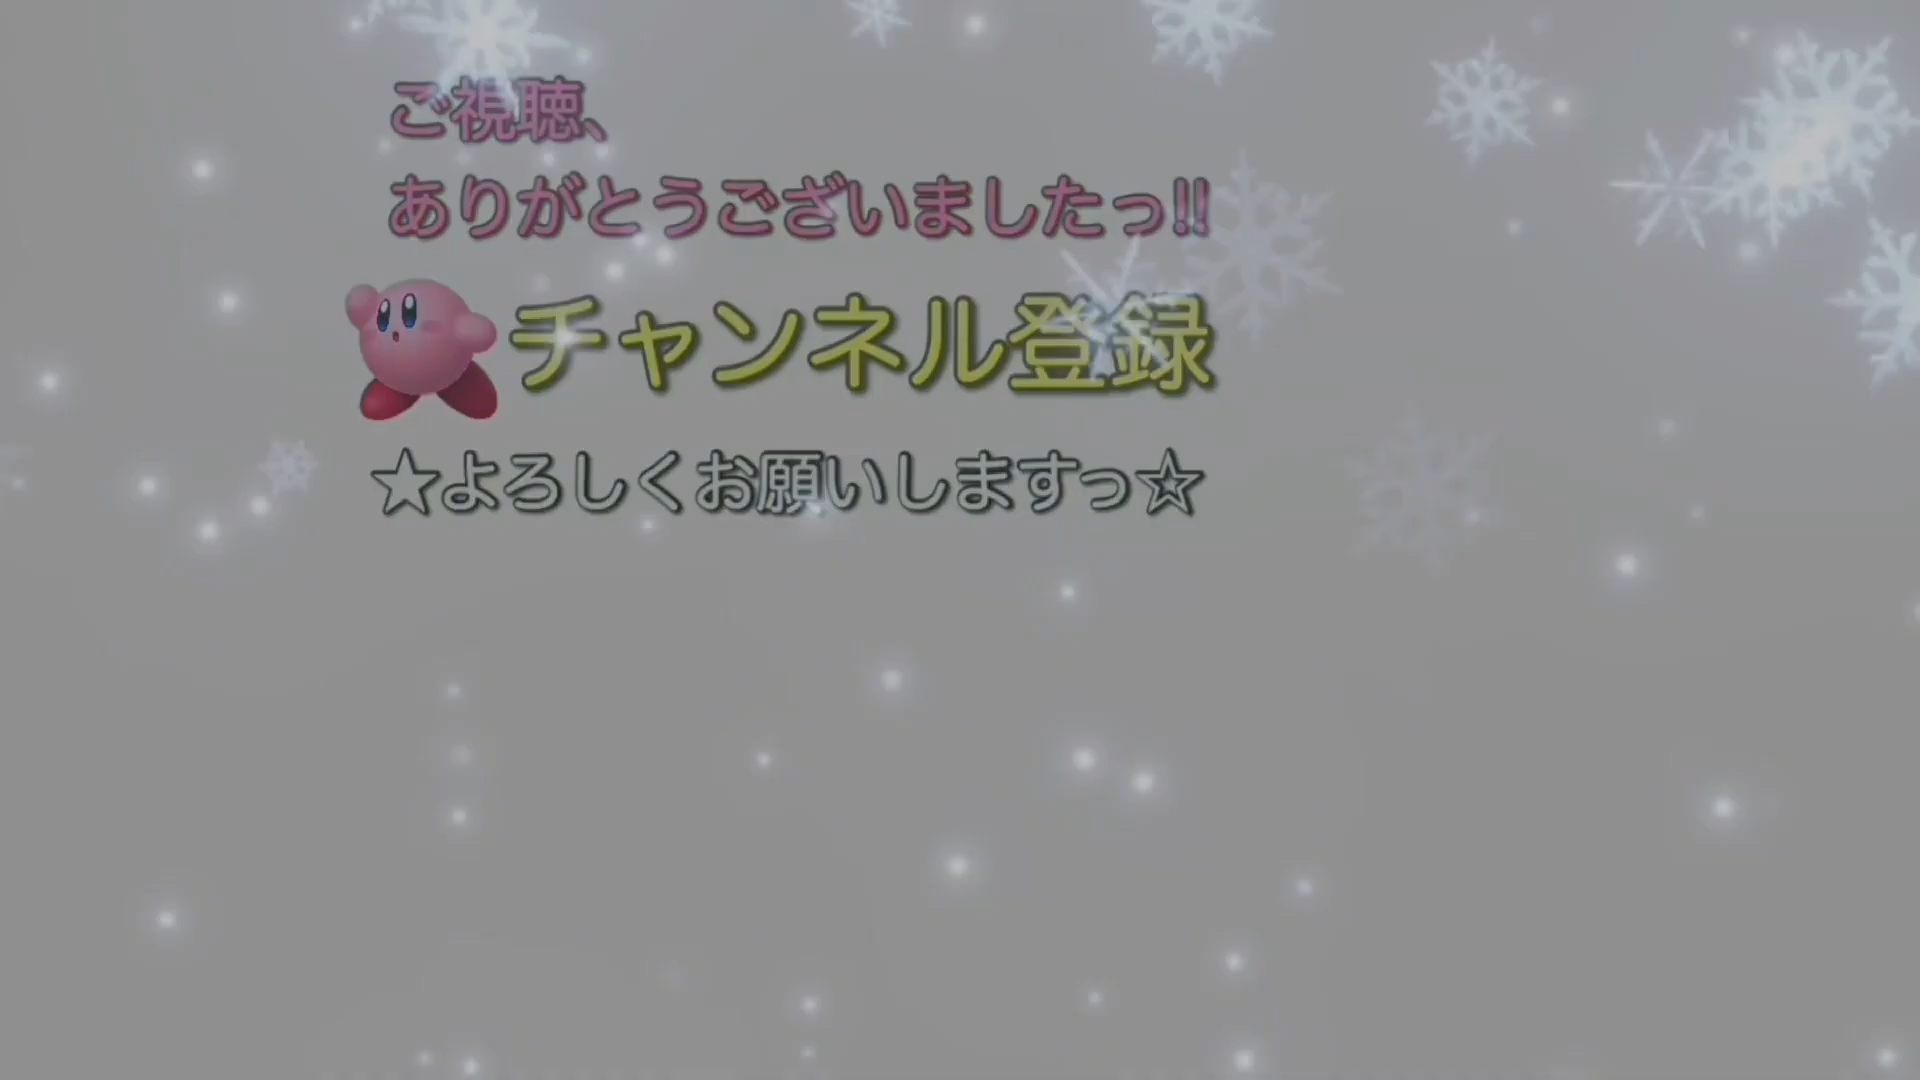 ご視聴、
ありがとうございましたっ!!
チャンネル登録
★よろしくお願いしますっ☆